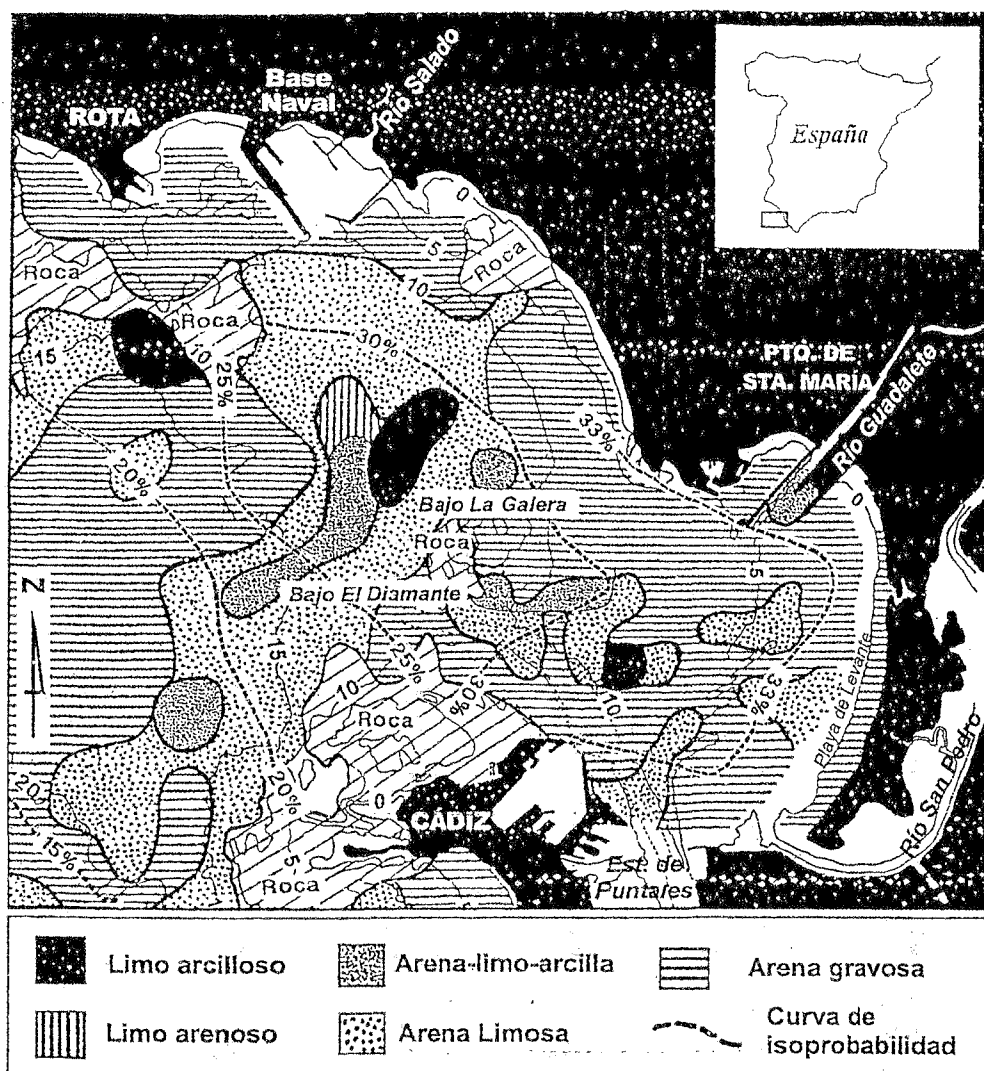 ROTA
Base
Naval
Río Salado
España
0
5
Roca
Roca
10
Roca
15
10
25%
30%
PTO. DE
STA. MARÍA
Río Guadalete
33%
20%
0
Bajo La Galera
Roca
5
Bajo El Diamante
N
15
25%
30%
10
10
33%
Playa de Levante
Roca
20%
20
0
CÁDIZ
15%
5
Roca
Est. de
Puntales
Río San Pedro
Limo arcilloso
Arena-limo-arcilla
Arena gravosa
Limo arenoso
Arena Limosa
Curva de
isoprobabilidad